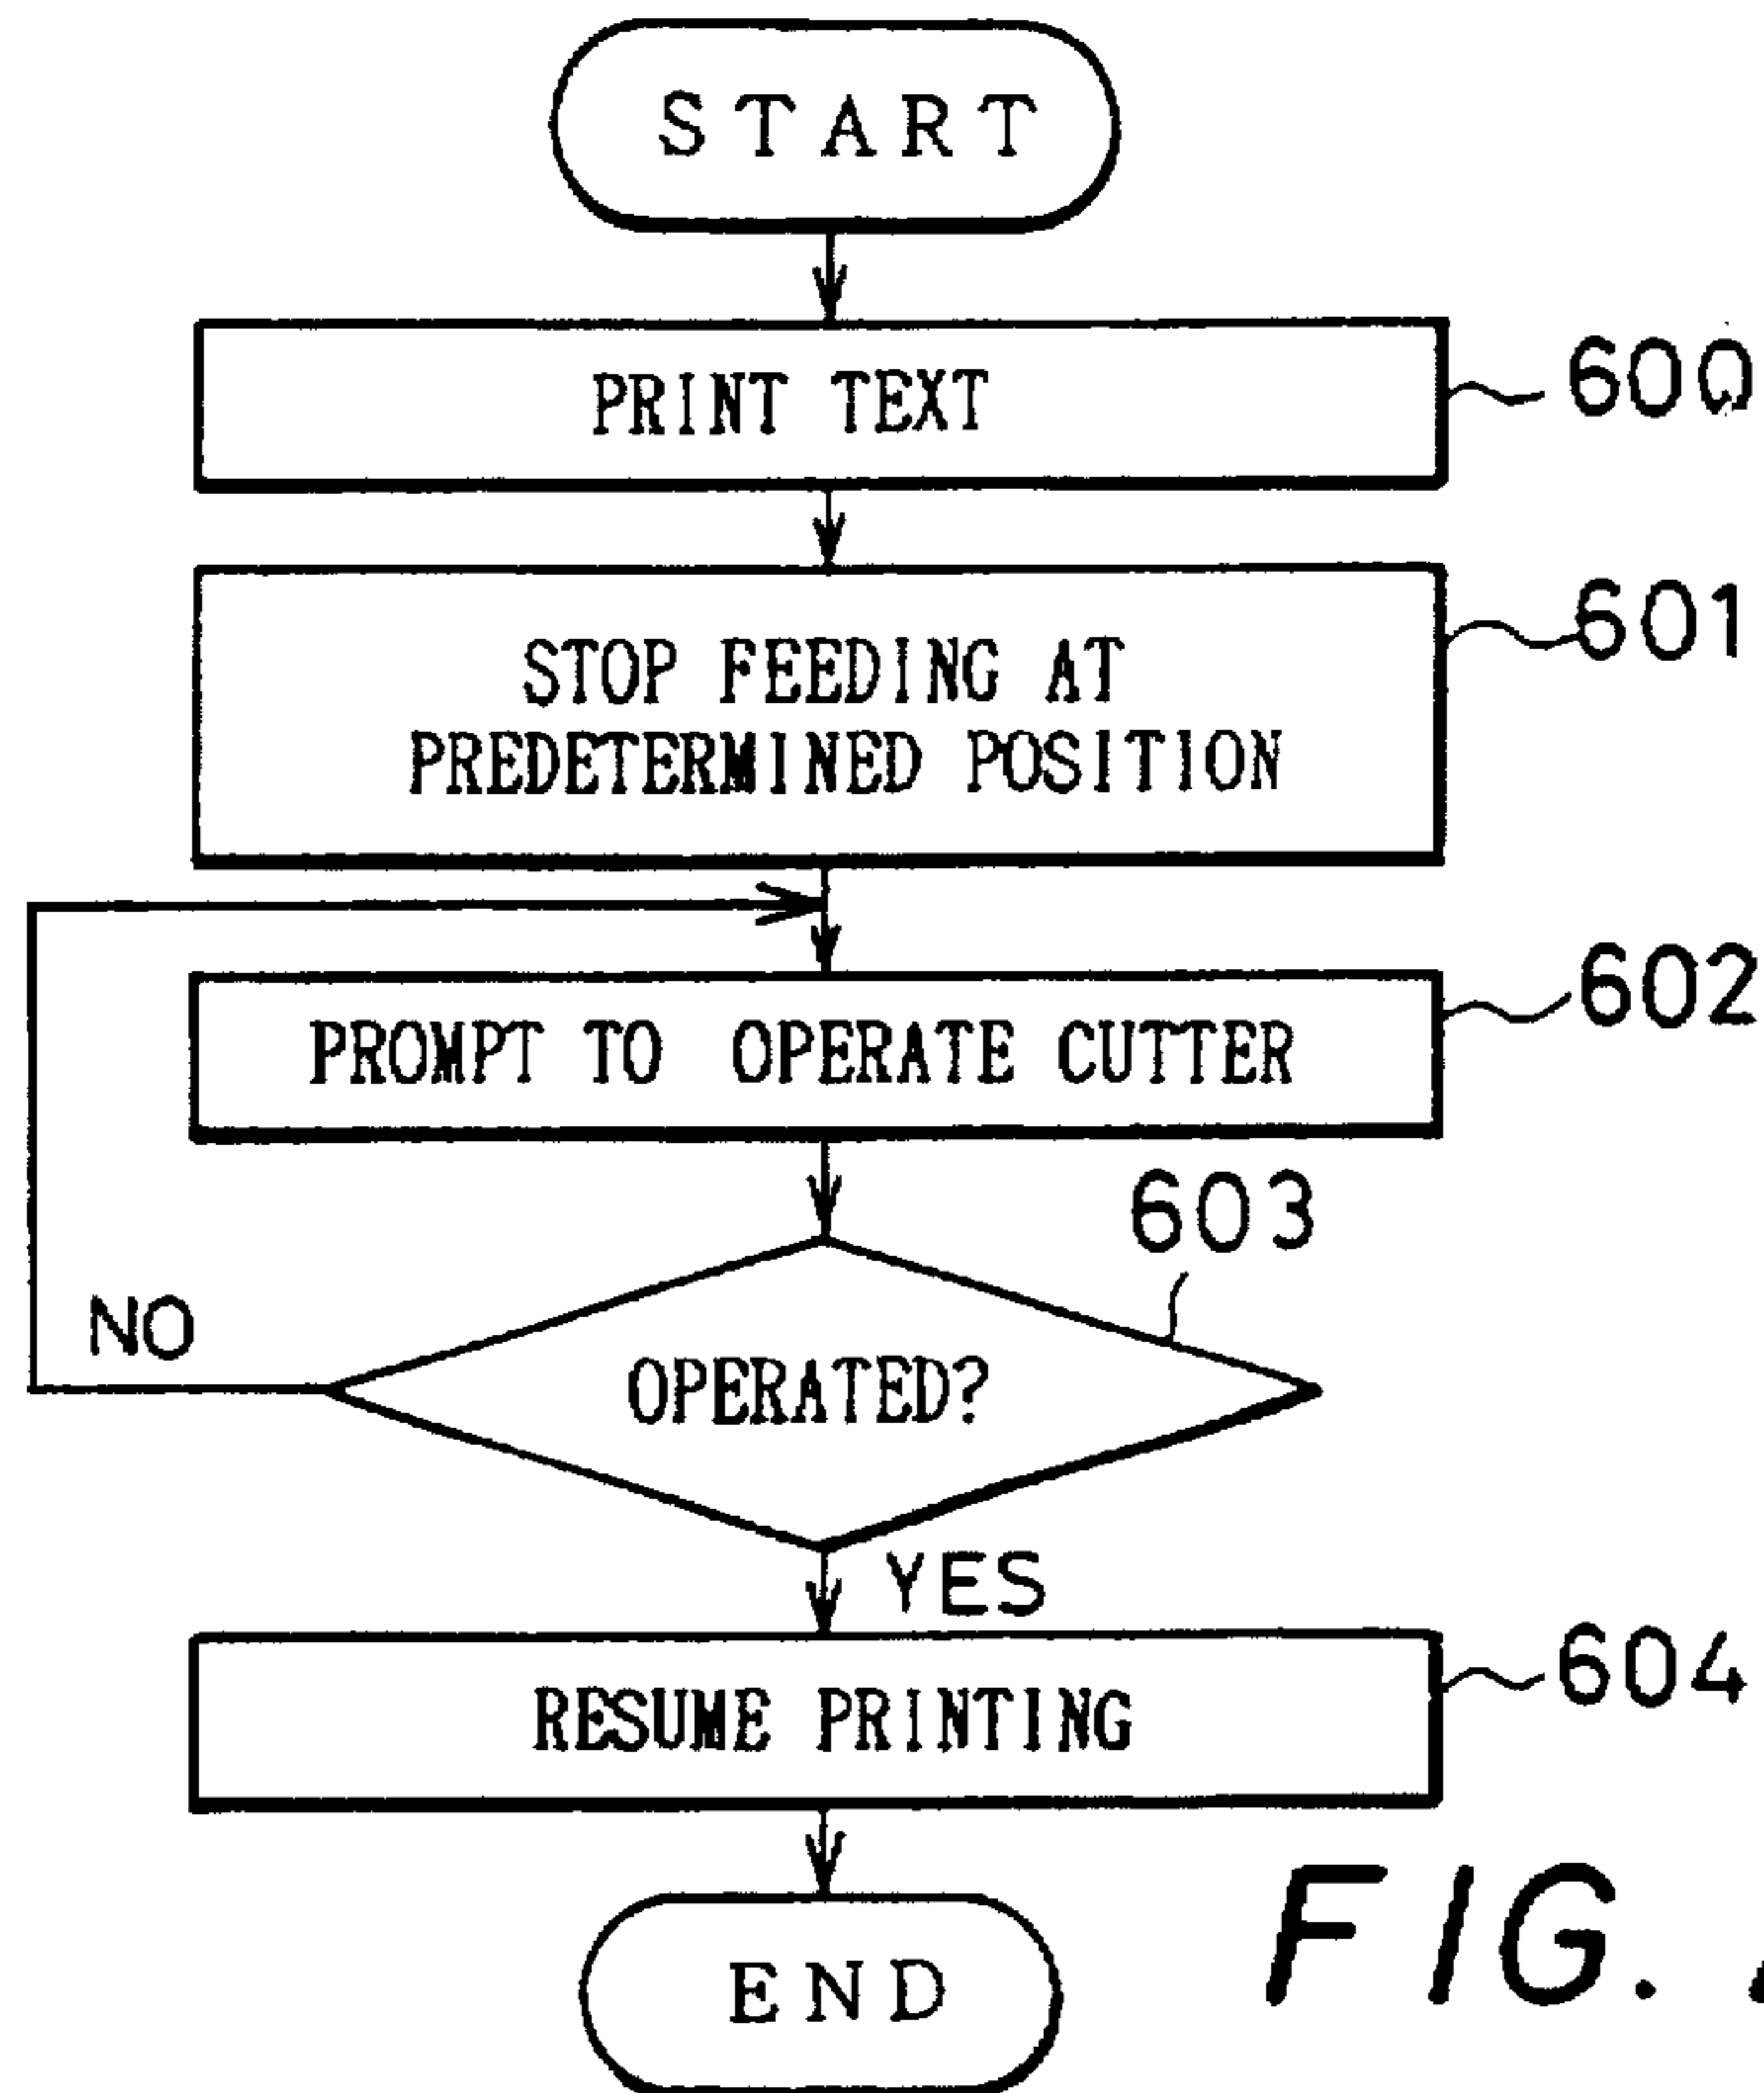 START
PRINT TEXT
600
STOP FEEDING AT
PREDETERMINED POSITION
601
PROMPT TO OPERATE CUTTER
602
603
NO
OPERATED?
YES
RESUME PRINTING
604
END
FIG.